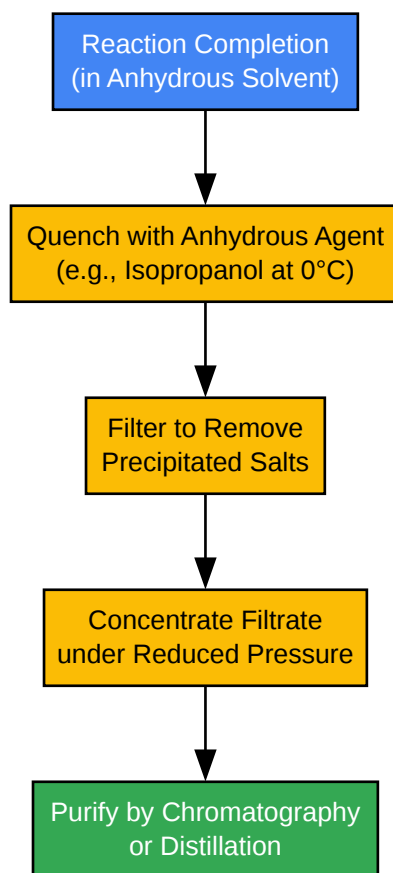 Reaction Completion
(in Anhydrous Solvent)
Quench with Anhydrous Agent
(e.g., Isopropanol at 0°C)
Filter to Remove
Precipitated Salts
Concentrate Filtrate
under Reduced Pressure
Purify by Chromatography
or Distillation